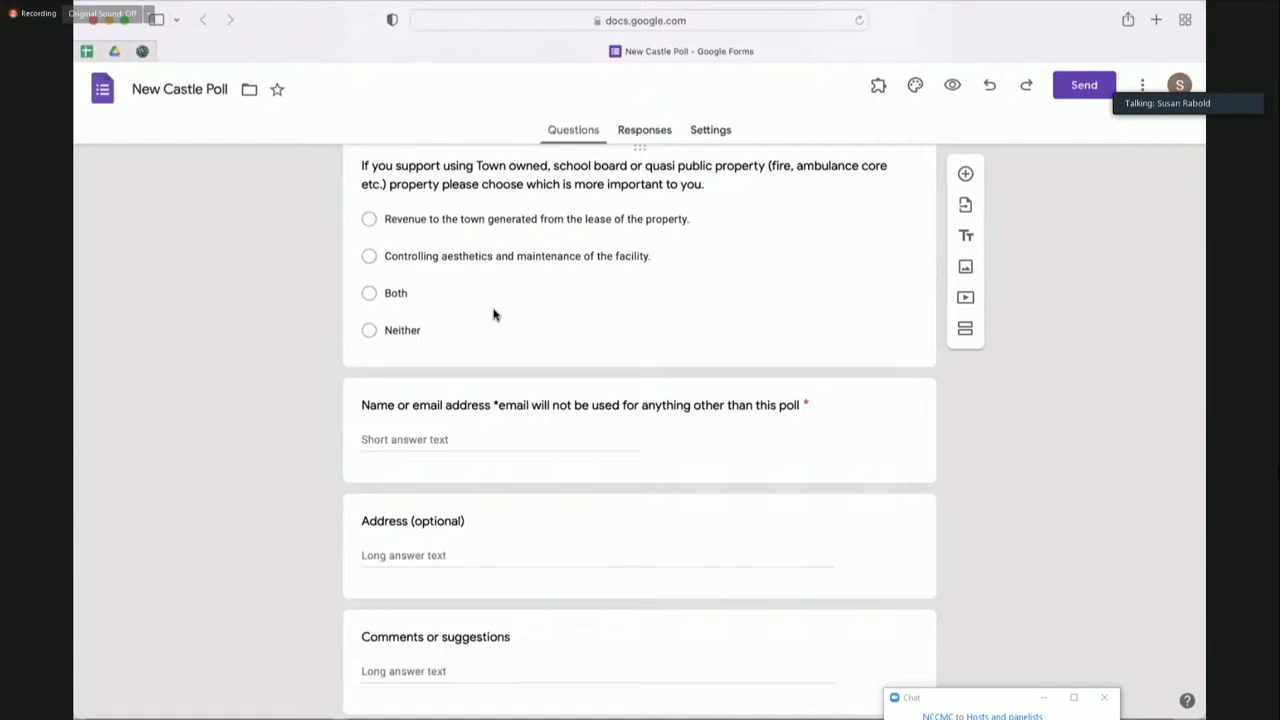 Recording
Original Sound: Off
docs.google.com
New Castle Poll - Google Forms
New Castle Poll
Send
S
Talking: Susan Rabold
Questions
Responses
Settings
If you support using Town owned, school board or quasi public property (fire, ambulance core
etc.) property please choose which is more important to you.
Revenue to the town generated from the lease of the property.
Controlling aesthetics and maintenance of the facility.
Both
Neither
Name or email address *email will not be used for anything other than this poll *
Short answer text
Address (optional)
Long answer text
Comments or suggestions
Long answer text
Chat
NCCMC to Hosts and panelists